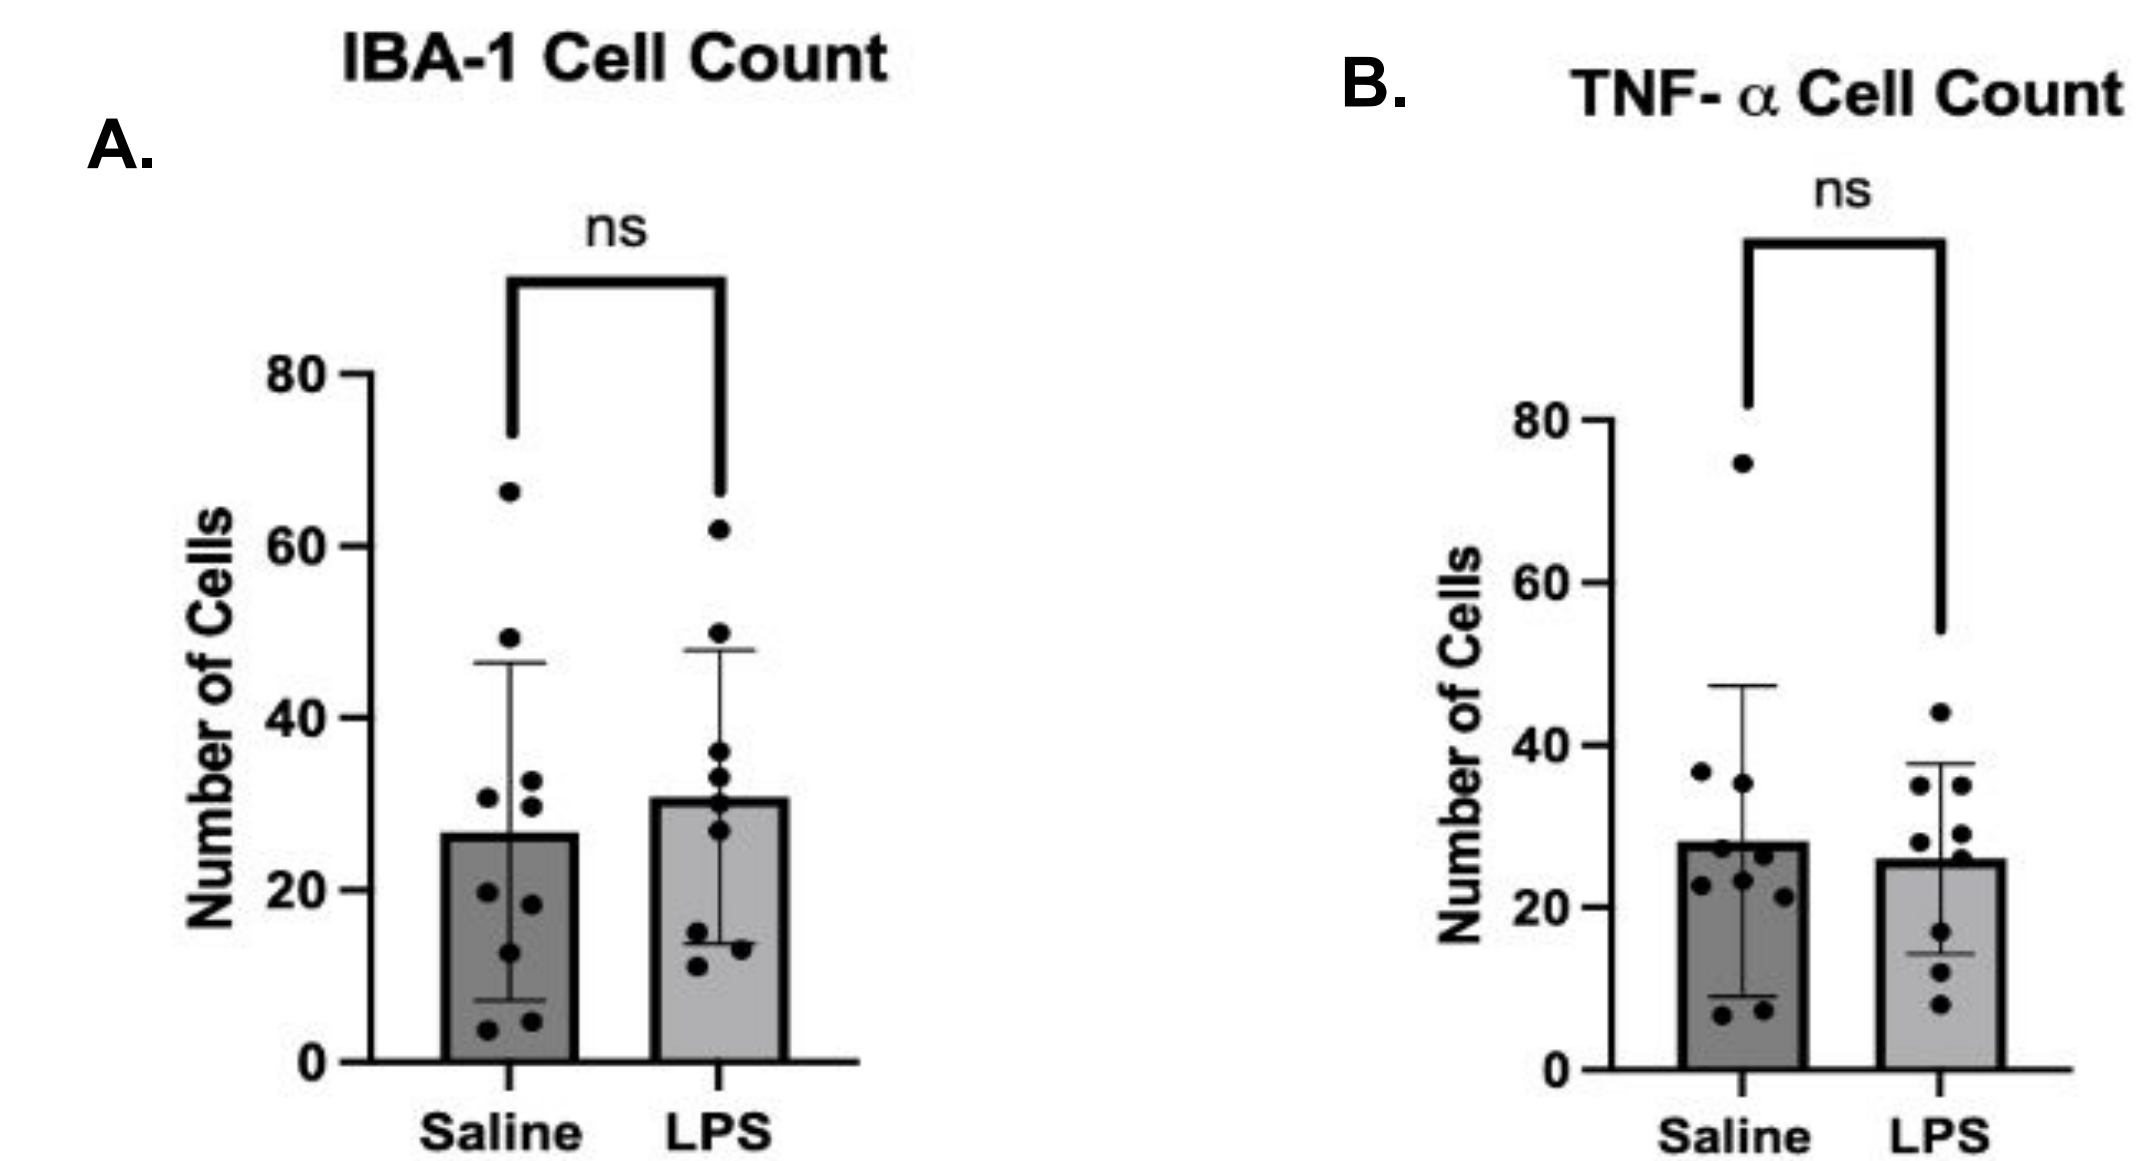 IBA-1 Cell Count
A.
ns
80
60
40
20
0
Number of Cells
Saline
LPS
B.
TNF- α Cell Count
ns
80
60
40
20
0
Number of Cells
Saline
LPS